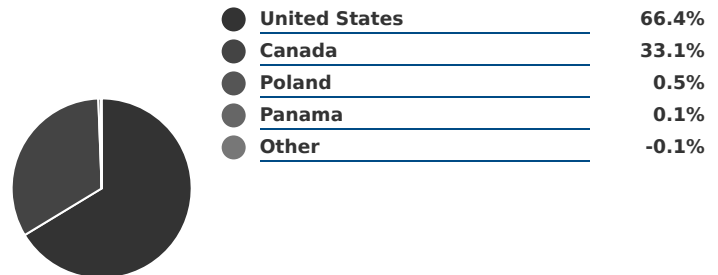 United States 66.4%
Canada 33.1%
Poland 0.5%
Panama 0.1%
Other -0.1%